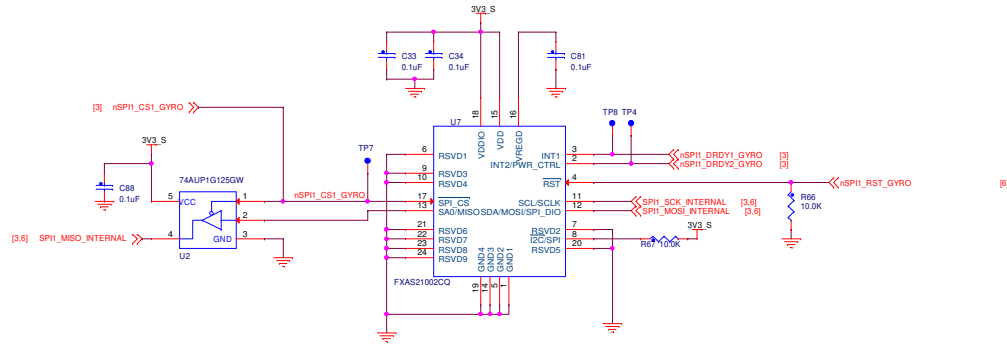 3V3_S
C33
0.1uF
C34
0.1uF
C81
0.1uF
[3] nSPI1_CS1_GYRO
TP8 TP4
U7
18
15
16
VDDIO
VDD
VREGD
3V3_S
TP7
6 RSVD1
INT1 3
nSPI1_DRDY1_GYRO [3]
INT2/PWR_CTRL 2
nSPI1_DRDY2_GYRO [3]
9 RSVD3
10 RSVD4
RST 4
nSPI1_RST_GYRO [6
C88
0.1uF
74AUP1G125GW
5 VCC 1
nSPI1_CS1_GYRO
17 SPI_CS
SCL/SCLK 11
SPI1_SCK_INTERNAL [3,6]
2
13 SA0/MISO SDA/MOSI/SPI_DIO 12
SPI1_MOSI_INTERNAL [3,6]
R66
10.0K
[3,6] SPI1_MISO_INTERNAL
4 GND 3
U2
21 RSVD6
RSVD2 7
3V3_S
22 RSVD7
I2C/SPI 8
23 RSVD8
RSVD5 20
R67 10.0K
24 RSVD9
GND4
GND3
GND2
GND1
19
14
5
1
FXAS21002CQ